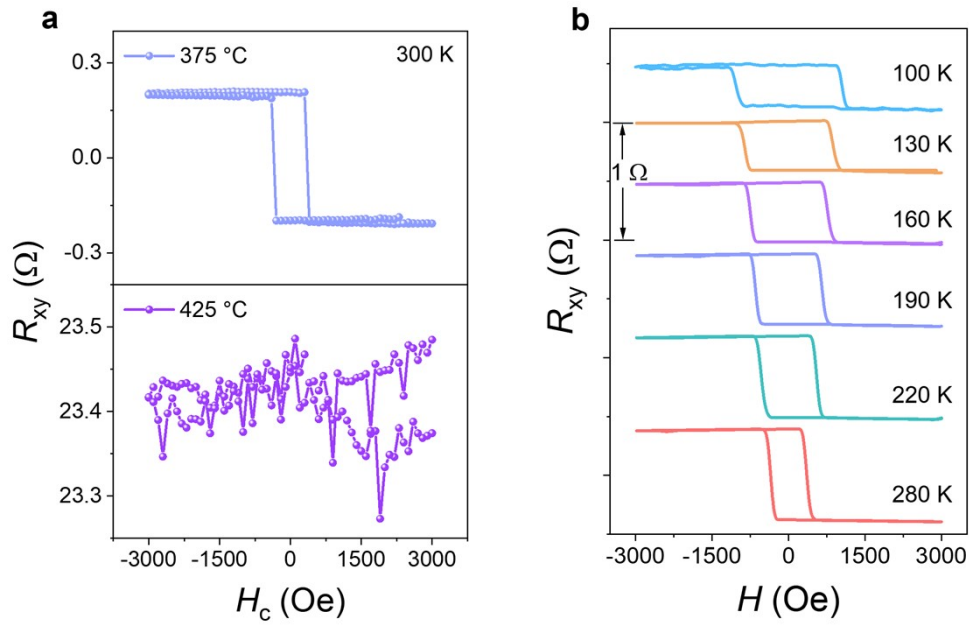 a
375 °C
300 K
0.3
0.0
-0.3
425 °C
23.5
23.4
23.3
Rxy (Ω)
-3000 -1500 0 1500 3000
Hc (Oe)
b
100 K
130 K
1 Ω
160 K
190 K
220 K
280 K
Rxy (Ω)
-3000 -1500 0 1500 3000
H (Oe)